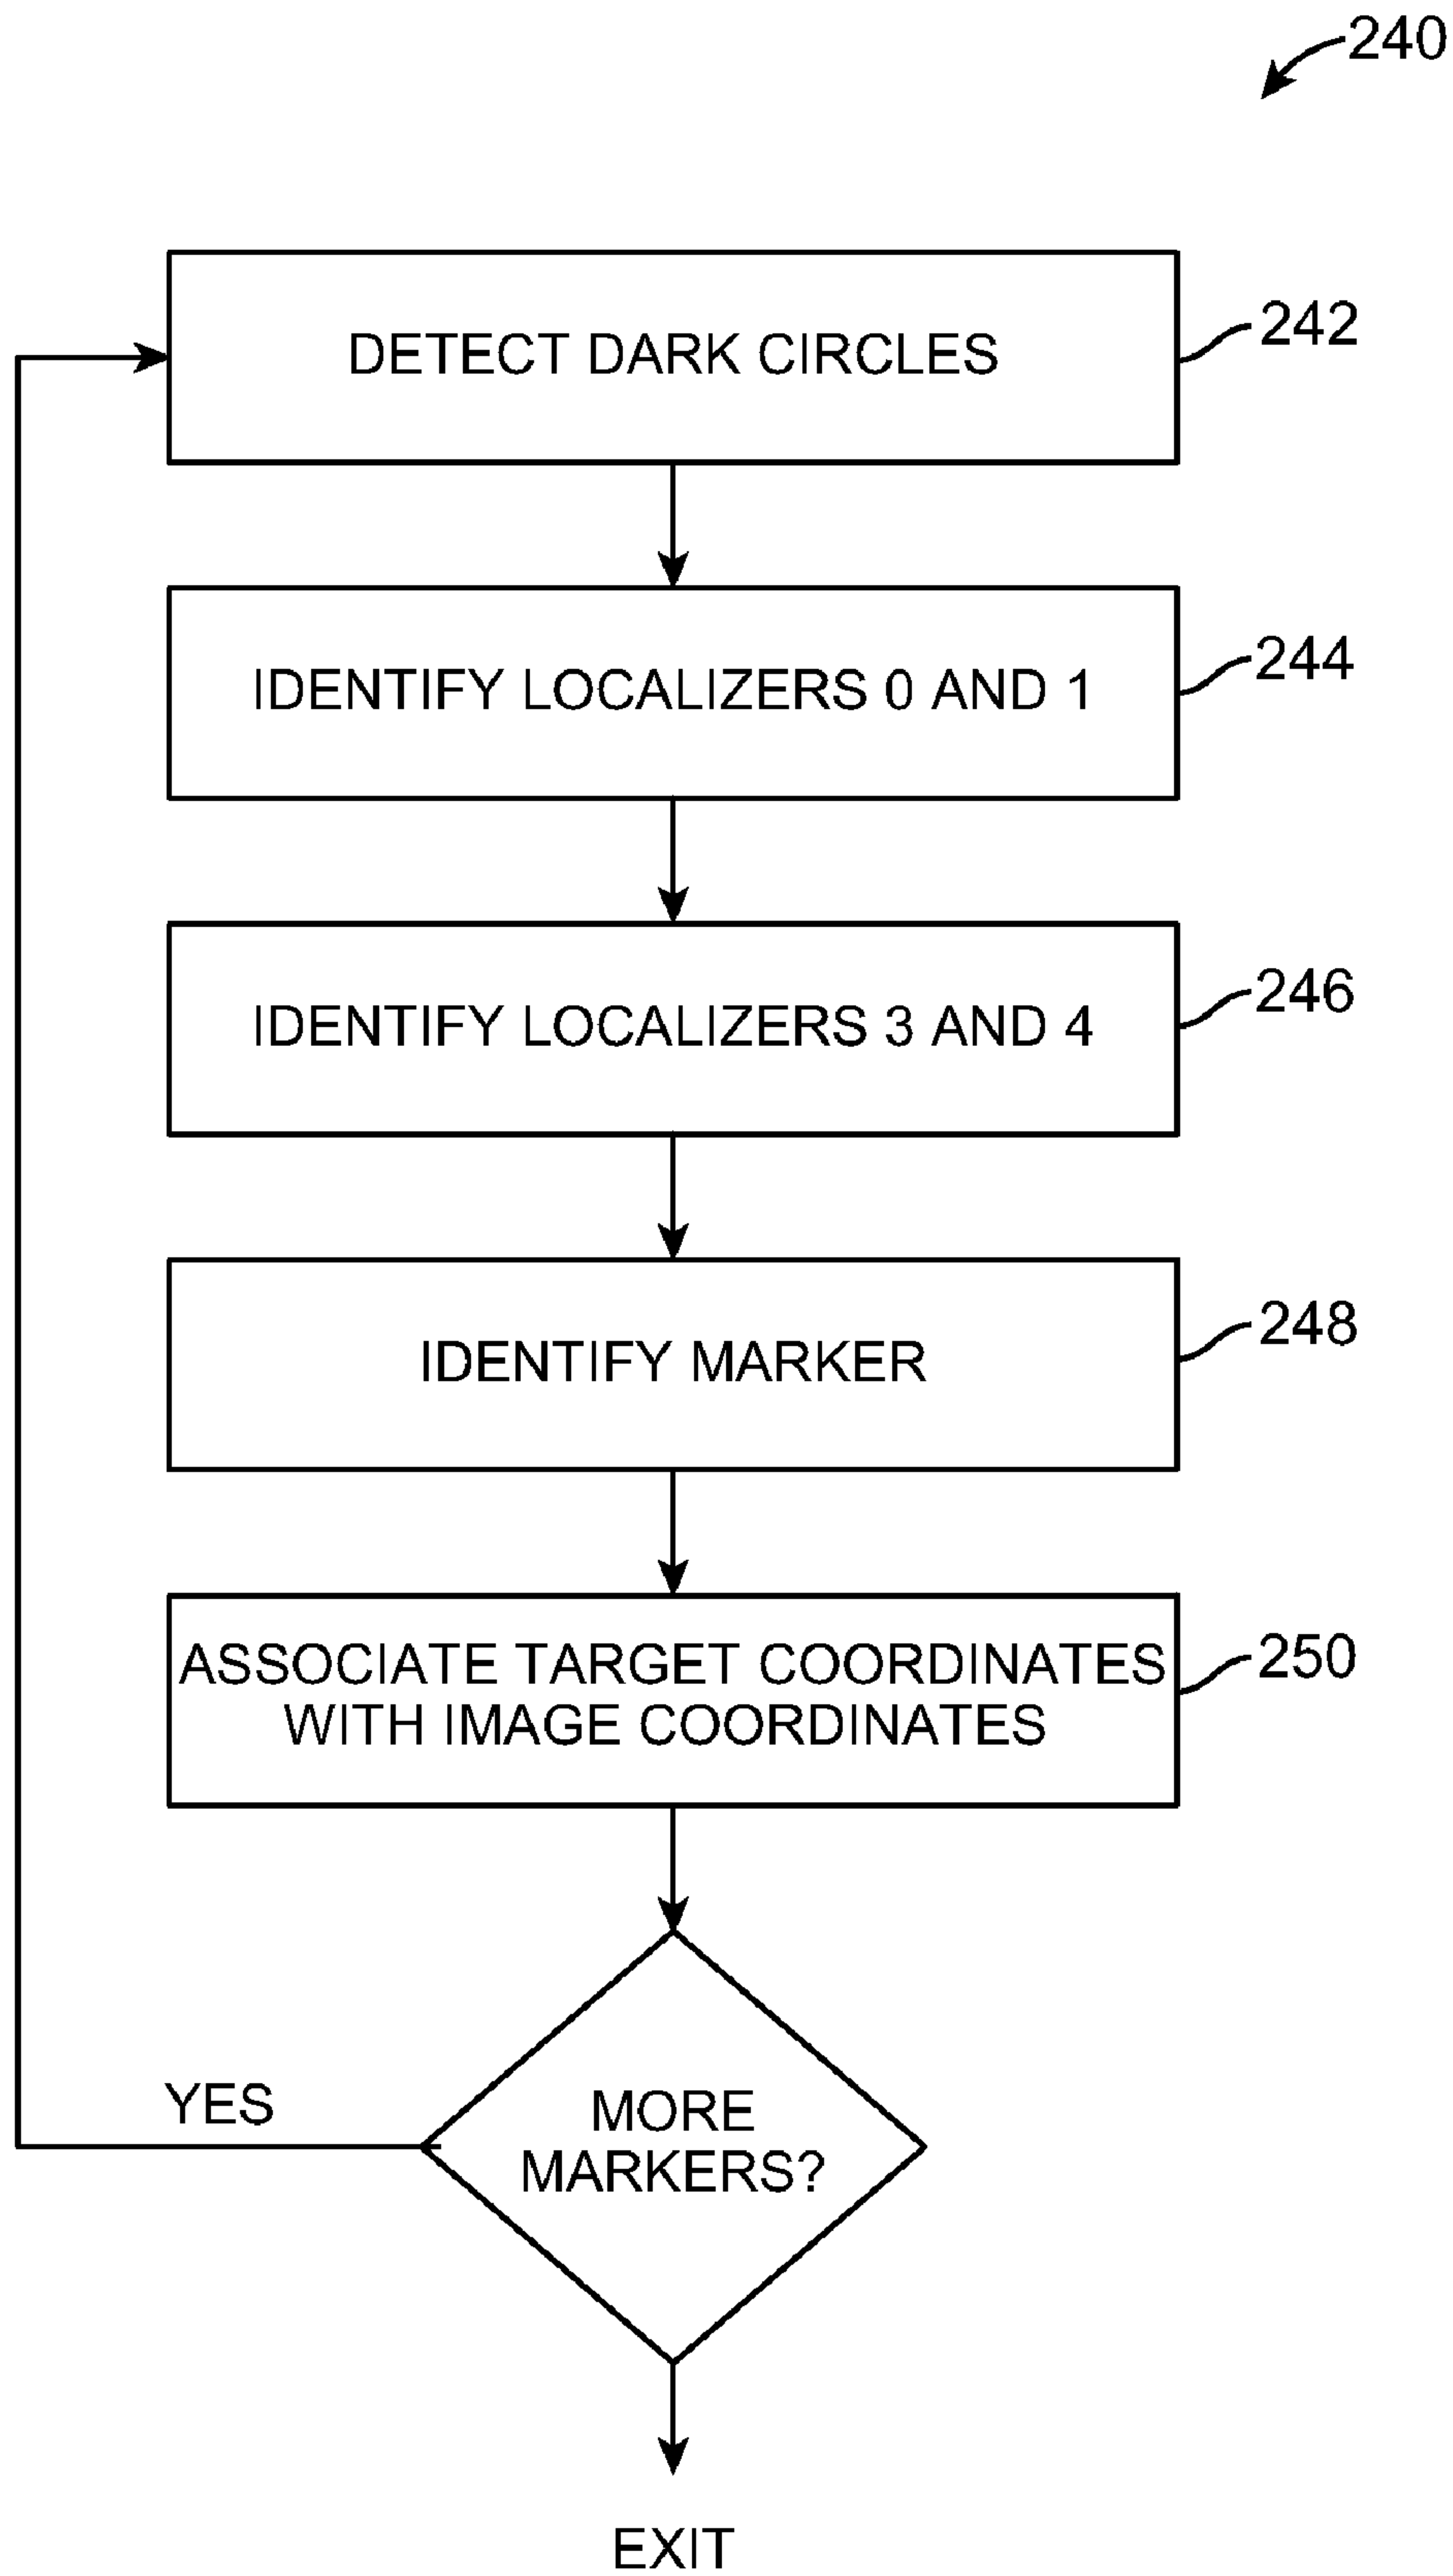 240
DETECT DARK CIRCLES
242
IDENTIFY LOCALIZERS 0 AND 1
244
IDENTIFY LOCALIZERS 3 AND 4
246
IDENTIFY MARKER
248
ASSOCIATE TARGET COORDINATES
WITH IMAGE COORDINATES
250
YES
MORE
MARKERS?
EXIT